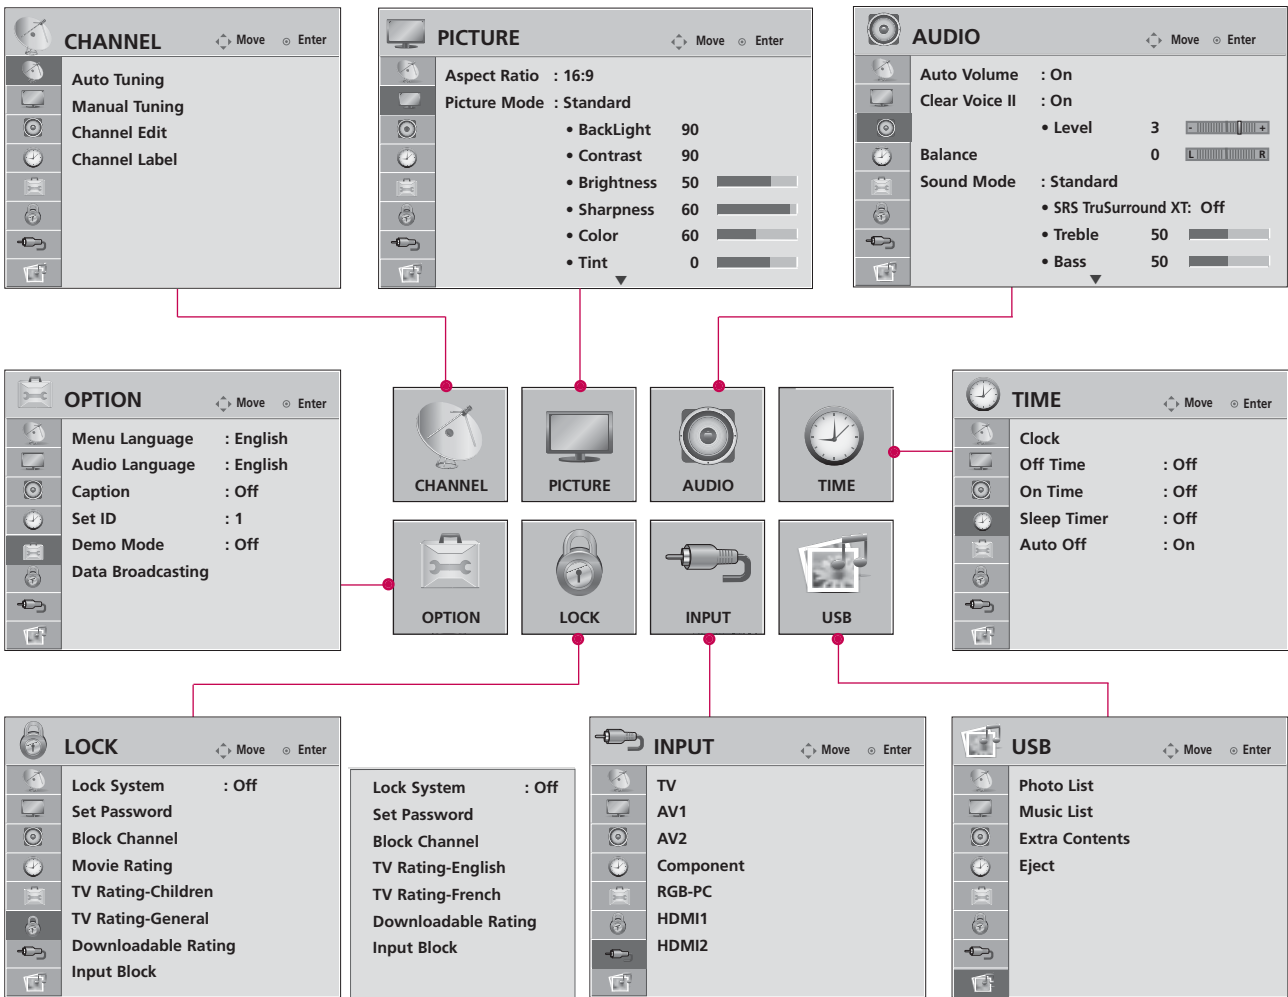 CHANNEL Move Enter
Auto Tuning
Manual Tuning
Channel Edit
Channel Label
PICTURE Move Enter
Aspect Ratio : 16:9
Picture Mode : Standard
• BackLight 90
• Contrast 90
• Brightness 50
• Sharpness 60
• Color 60
• Tint 0
AUDIO Move Enter
Auto Volume : On
Clear Voice II : On
• Level 3 - +
Balance 0 L R
Sound Mode : Standard
• SRS TruSurround XT: Off
• Treble 50
• Bass 50
OPTION Move Enter
Menu Language : English
Audio Language : English
Caption : Off
Set ID : 1
Demo Mode : Off
Data Broadcasting
CHANNEL
PICTURE
AUDIO
TIME
OPTION
LOCK
INPUT
USB
TIME Move Enter
Clock
Off Time : Off
On Time : Off
Sleep Timer : Off
Auto Off : On
LOCK Move Enter
Lock System : Off
Set Password
Block Channel
Movie Rating
TV Rating-Children
TV Rating-General
Downloadable Rating
Input Block
Lock System : Off
Set Password
Block Channel
TV Rating-English
TV Rating-French
Downloadable Rating
Input Block
INPUT Move Enter
TV
AV1
AV2
Component
RGB-PC
HDMI1
HDMI2
USB Move Enter
Photo List
Music List
Extra Contents
Eject